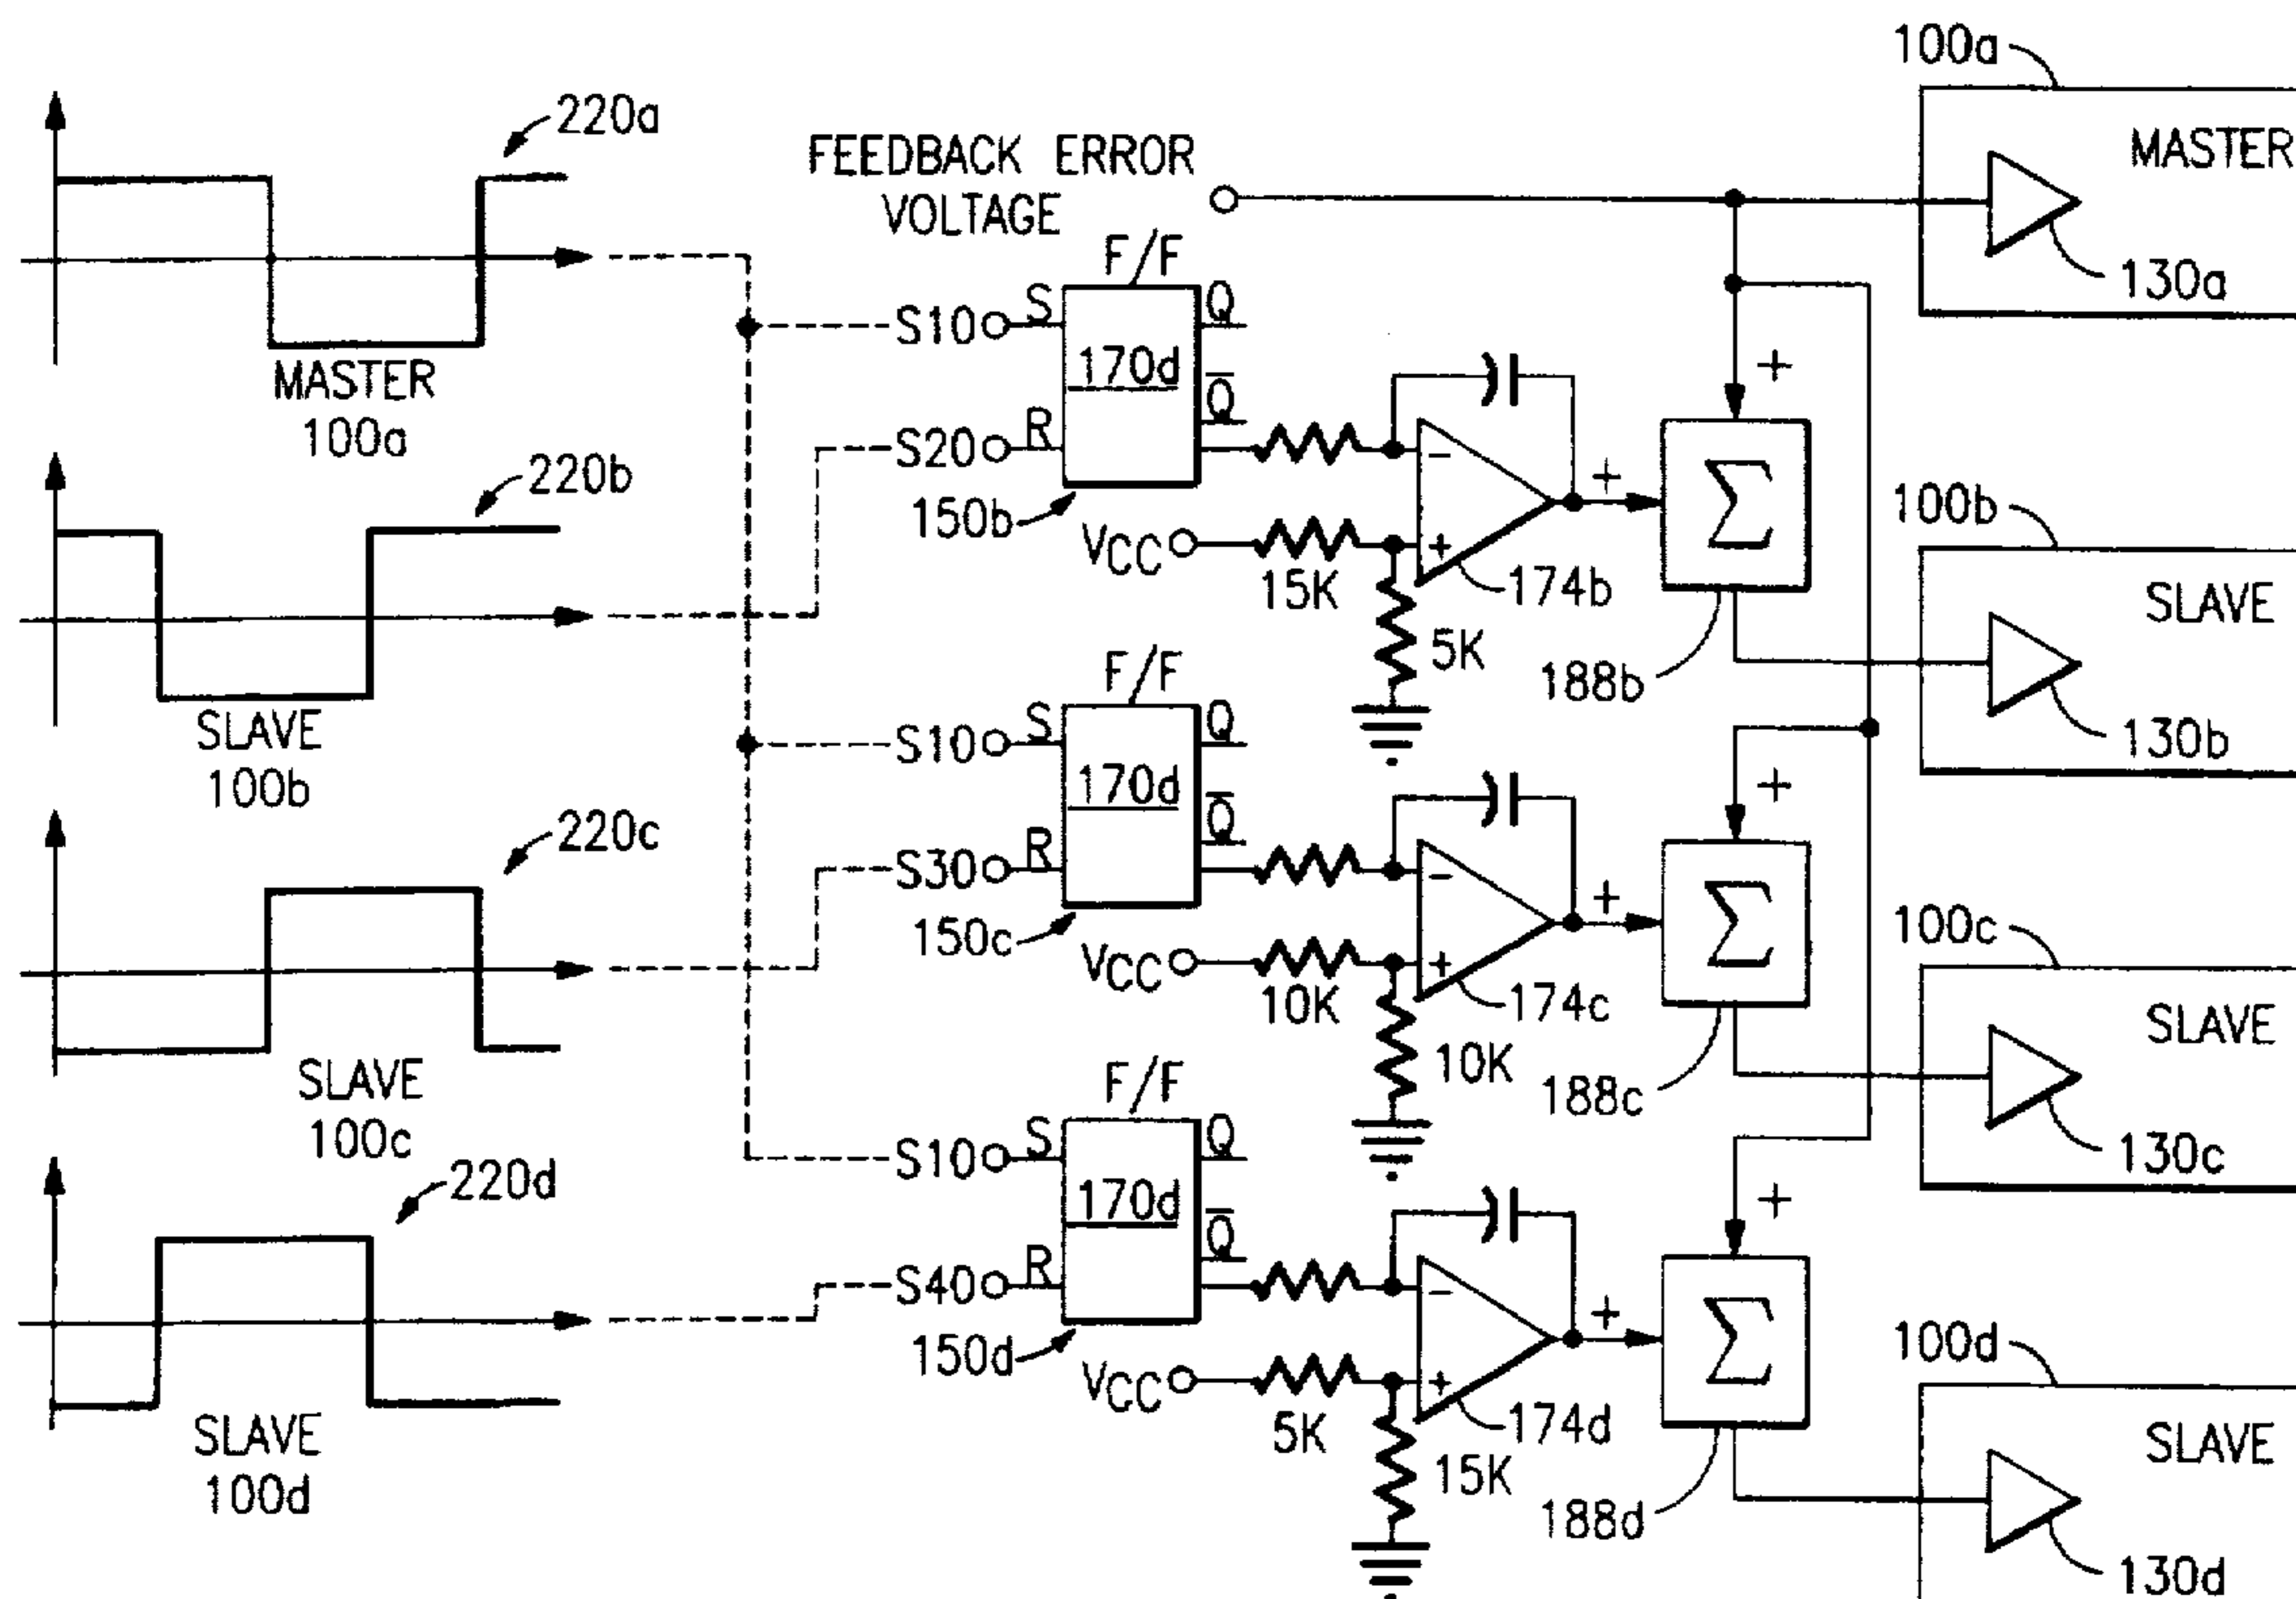 220a
MASTER
100a
220b
SLAVE
100b
220c
SLAVE
100c
220d
SLAVE
100d
FEEDBACK ERROR
VOLTAGE
F/F
S10
S
Q
170d
Q̅
S20
R
150b
VCC
15K
5K
-
+
174b
+
+
Σ
188b
F/F
S10
S
Q
170d
Q̅
S30
R
150c
VCC
10K
10K
-
+
174c
+
+
Σ
188c
F/F
S10
S
Q
170d
Q̅
S40
R
150d
VCC
5K
15K
-
+
174d
+
+
Σ
188d
100a
MASTER
130a
100b
SLAVE
130b
100c
SLAVE
130c
100d
SLAVE
130d